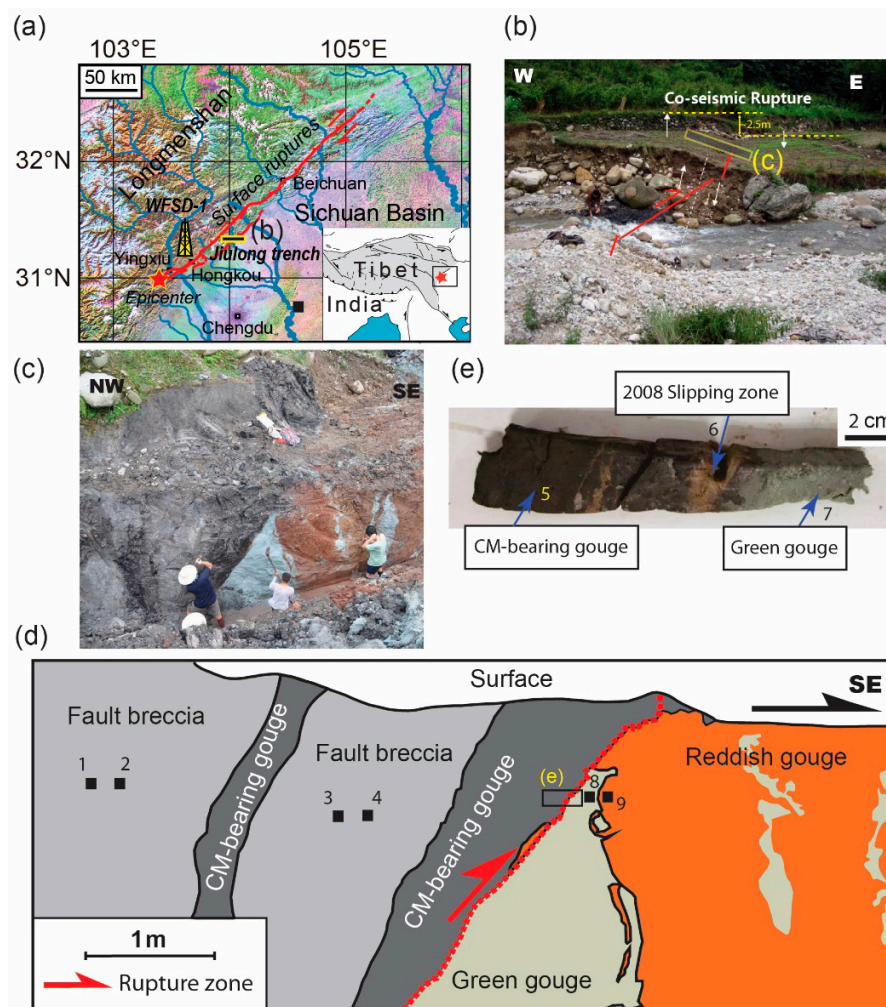 (a)
103°E
105°E
50 km
32°N
31°N
Longmenshan
Surface ruptures
Beichuan
WFSD-1
(b)
Sichuan Basin
Jiulong trench
Yingxiu
Hongkou
Epicenter
Chengdu
Tibet
India
(b)
W
E
Co-seismic Rupture
~2.5m
(c)
(c)
NW
SE
(e)
2008 Slipping zone
6
2 cm
5
7
CM-bearing gouge
Green gouge
(d)
Surface
SE
Fault breccia
CM-bearing gouge
Fault breccia
CM-bearing gouge
Reddish gouge
1 2
3 4
(e)
8
9
1m
Rupture zone
Green gouge